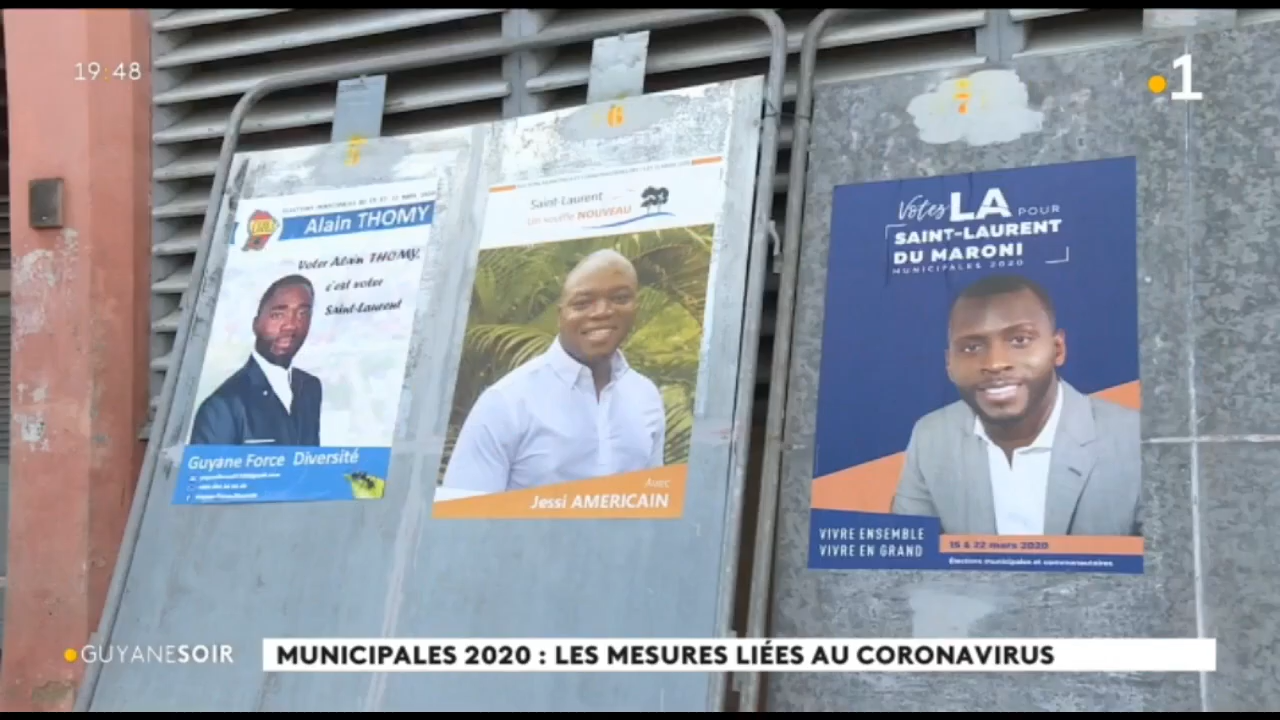 19:48
1
6
7
Alain THOMY
Voter Alain THOMY,
c'est voter
Saint-Laurent
Guyane Force Diversité
Saint-Laurent
Un souffle NOUVEAU
Avec
Jessi AMERICAIN
Votez LA POUR
SAINT-LAURENT
DU MARONI
MUNICIPALES 2020
VIVRE ENSEMBLE
VIVRE EN GRAND
15 & 22 mars 2020
Élections municipales et communautaires
GUYANESOIR
MUNICIPALES 2020 : LES MESURES LIÉES AU CORONAVIRUS